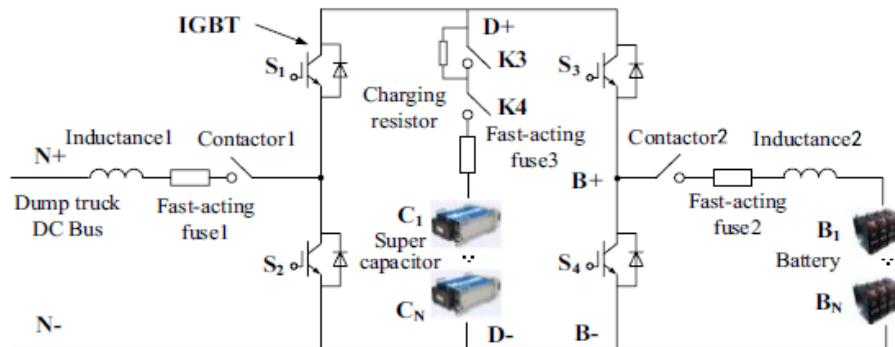 IGBT
D+
K3
S1
S3
Charging
resistor
K4
Fast-acting
fuse3
Inductance1
Contactor1
Contactor2
Inductance2
N+
B+
Dump truck
DC Bus
Fast-acting
fuse1
C1
Super
capacitor
Fast-acting
fuse2
B1
Battery
S2
S4
CN
BN
N-
D-
B-